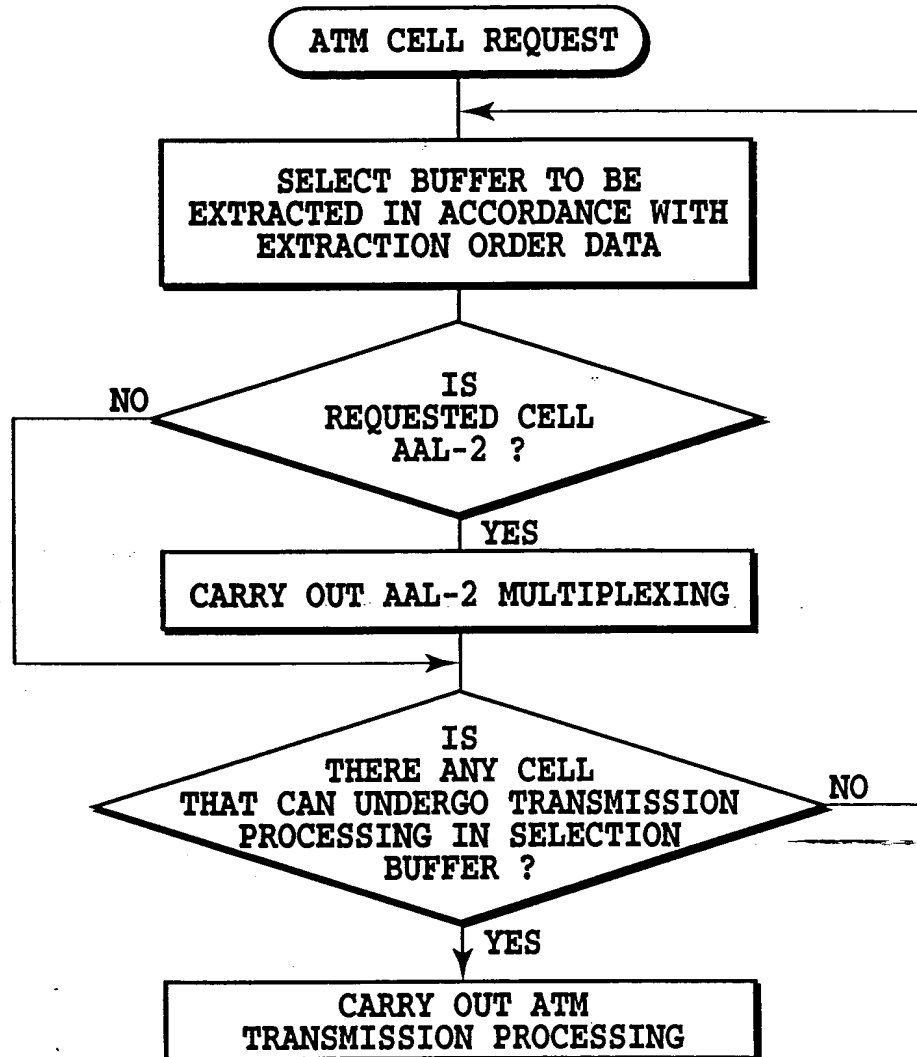 ATM CELL REQUEST
SELECT BUFFER TO BE
EXTRACTED IN ACCORDANCE WITH
EXTRACTION ORDER DATA
IS
REQUESTED CELL
AAL-2 ?
NO
YES
CARRY OUT AAL-2 MULTIPLEXING
IS
THERE ANY CELL
THAT CAN UNDERGO TRANSMISSION
PROCESSING IN SELECTION
BUFFER ?
NO
YES
CARRY OUT ATM
TRANSMISSION PROCESSING